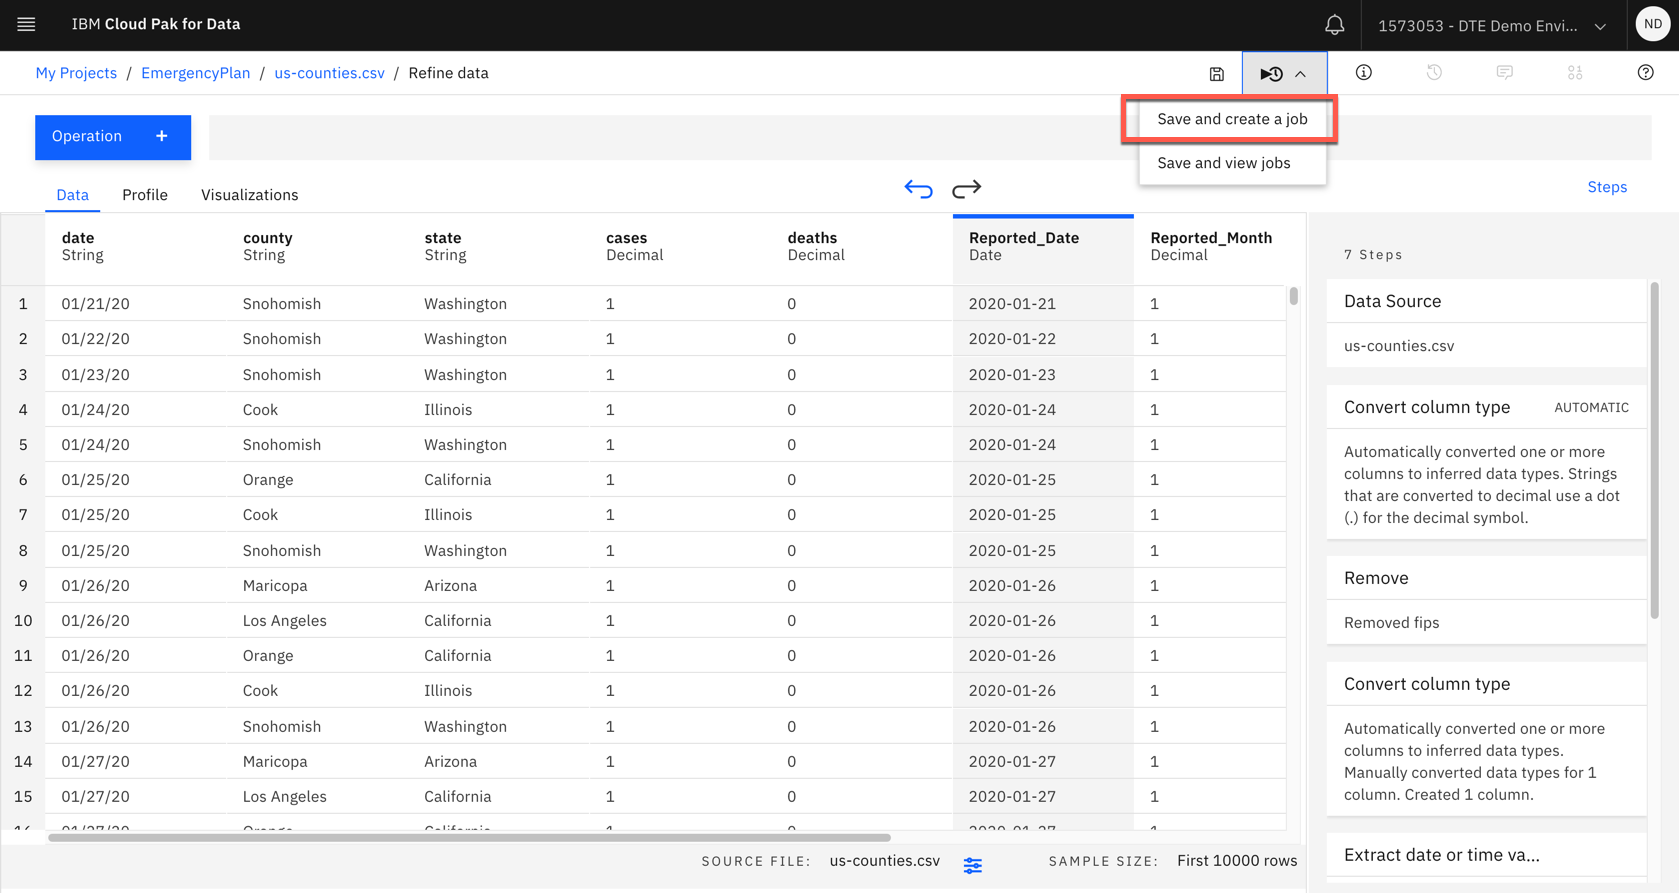 IBM Cloud Pak for Data
1573053 - DTE Demo Envi...
ND
My Projects / EmergencyPlan / us-counties.csv / Refine data
Save and create a job
Save and view jobs
Operation +
Data Profile Visualizations
Steps
date county state cases deaths Reported_Date Reported_Month
String String String Decimal Decimal Date Decimal
1 01/21/20 Snohomish Washington 1 0 2020-01-21 1
2 01/22/20 Snohomish Washington 1 0 2020-01-22 1
3 01/23/20 Snohomish Washington 1 0 2020-01-23 1
4 01/24/20 Cook Illinois 1 0 2020-01-24 1
5 01/24/20 Snohomish Washington 1 0 2020-01-24 1
6 01/25/20 Orange California 1 0 2020-01-25 1
7 01/25/20 Cook Illinois 1 0 2020-01-25 1
8 01/25/20 Snohomish Washington 1 0 2020-01-25 1
9 01/26/20 Maricopa Arizona 1 0 2020-01-26 1
10 01/26/20 Los Angeles California 1 0 2020-01-26 1
11 01/26/20 Orange California 1 0 2020-01-26 1
12 01/26/20 Cook Illinois 1 0 2020-01-26 1
13 01/26/20 Snohomish Washington 1 0 2020-01-26 1
14 01/27/20 Maricopa Arizona 1 0 2020-01-27 1
15 01/27/20 Los Angeles California 1 0 2020-01-27 1
SOURCE FILE: us-counties.csv SAMPLE SIZE: First 10000 rows
7 Steps
Data Source
us-counties.csv
Convert column type AUTOMATIC
Automatically converted one or more
columns to inferred data types. Strings
that are converted to decimal use a dot
(.) for the decimal symbol.
Remove
Removed fips
Convert column type
Automatically converted one or more
columns to inferred data types.
Manually converted data types for 1
column. Created 1 column.
Extract date or time va...